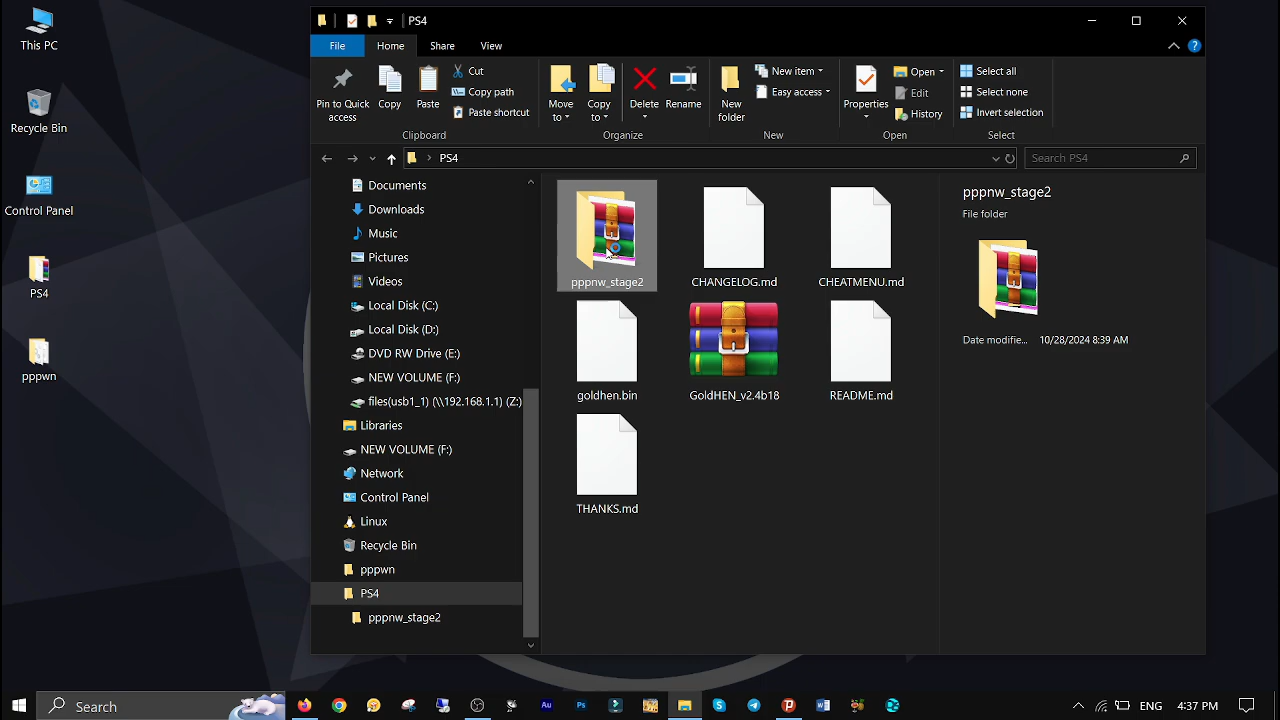 This PC
Recycle Bin
Control Panel
PS4
pppwn
PS4
File
Home
Share
View
Pin to Quick access
Copy
Paste
Cut
Copy path
Paste shortcut
Clipboard
Move to
Copy to
Delete
Rename
Organize
New folder
New item
Easy access
New
Properties
Open
Edit
History
Open
Select all
Select none
Invert selection
Select
PS4
Search PS4
Documents
Downloads
Music
Pictures
Videos
Local Disk (C:)
Local Disk (D:)
DVD RW Drive (E:)
NEW VOLUME (F:)
files(usb1_1) (\\192.168.1.1) (Z:)
Libraries
NEW VOLUME (F:)
Network
Control Panel
Linux
Recycle Bin
pppwn
PS4
pppnw_stage2
pppnw_stage2
CHANGELOG.md
CHEATMENU.md
goldhen.bin
GoldHEN_v2.4b18
README.md
THANKS.md
pppnw_stage2
File folder
Date modifie... 10/28/2024 8:39 AM
Search
Au
Ps
ENG
4:37 PM